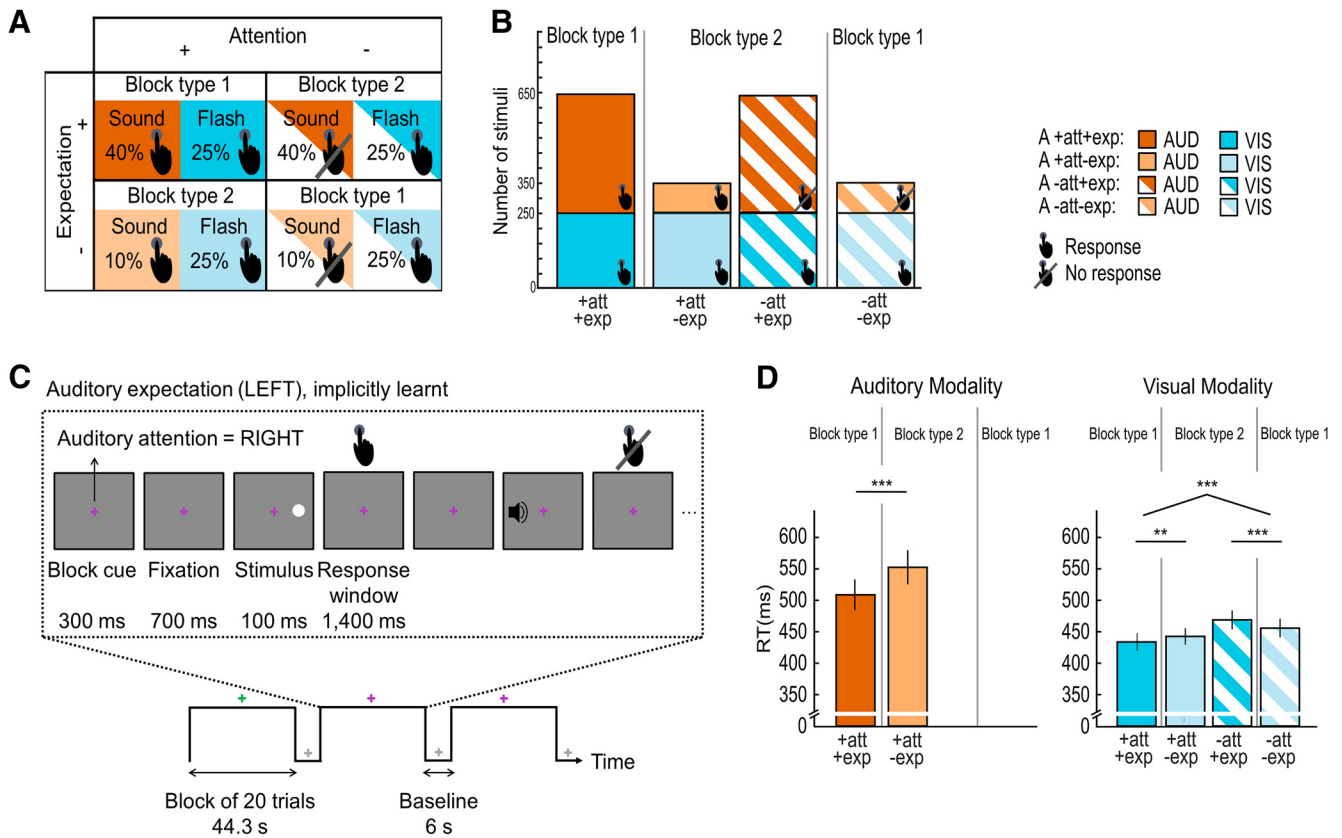 A
Attention
+ -
Expectation
+
-
Block type 1 Block type 2
Sound Flash Sound Flash
40% 25% 40% 25%
Block type 2 Block type 1
Sound Flash Sound Flash
10% 25% 10% 25%
B
Block type 1 Block type 2 Block type 1
Number of stimuli
650
350
250
0
+att +att -att -att
+exp -exp +exp -exp
A +att+exp: AUD VIS
A +att-exp: AUD VIS
A -att+exp: AUD VIS
A -att-exp: AUD VIS
Response
No response
C
Auditory expectation (LEFT), implicitly learnt
Auditory attention = RIGHT
...
Block cue Fixation Stimulus Response
window
300 ms 700 ms 100 ms 1,400 ms
Time
Block of 20 trials Baseline
44.3 s 6 s
D
Auditory Modality
Block type 1 Block type 2 Block type 1
***
RT(ms)
600
550
500
450
400
350
0
+att +att
+exp -exp
Visual Modality
Block type 1 Block type 2 Block type 1
***
** ***
600
550
500
450
400
350
0
+att +att -att -att
+exp -exp +exp -exp